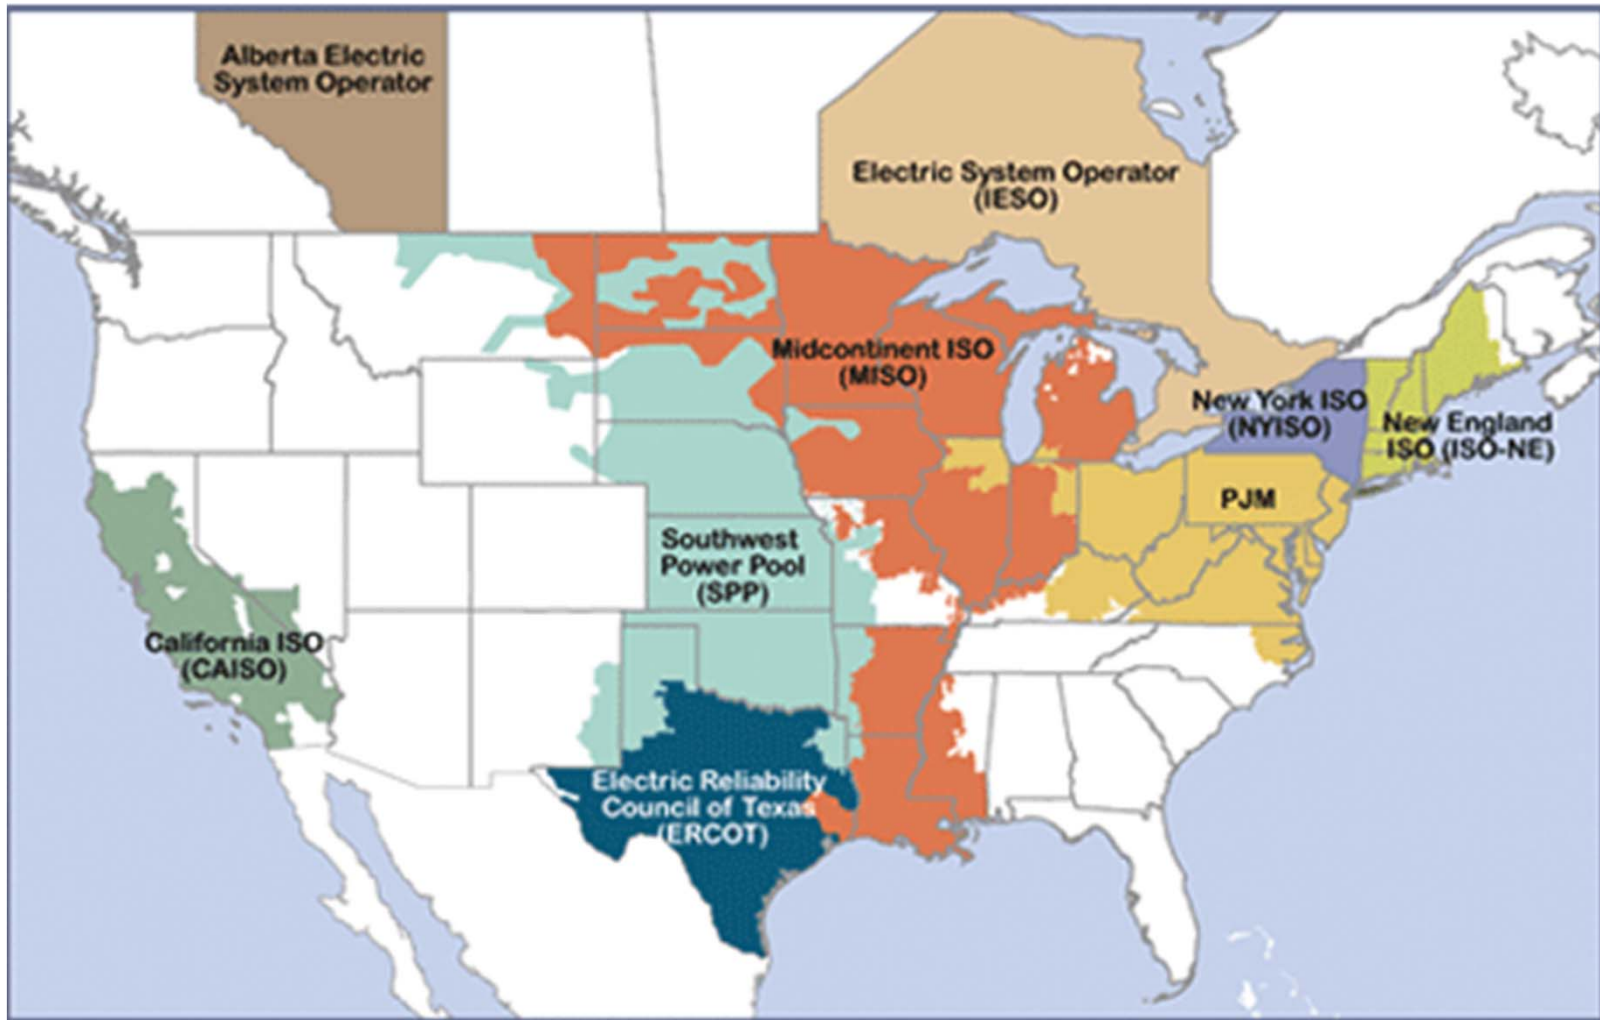 Alberta Electric
System Operator
Electric System Operator
(IESO)
Midcontinent ISO
(MISO)
New York ISO
(NYISO)
New England
ISO (ISO-NE)
PJM
Southwest
Power Pool
(SPP)
California ISO
(CAISO)
Electric Reliability
Council of Texas
(ERCOT)